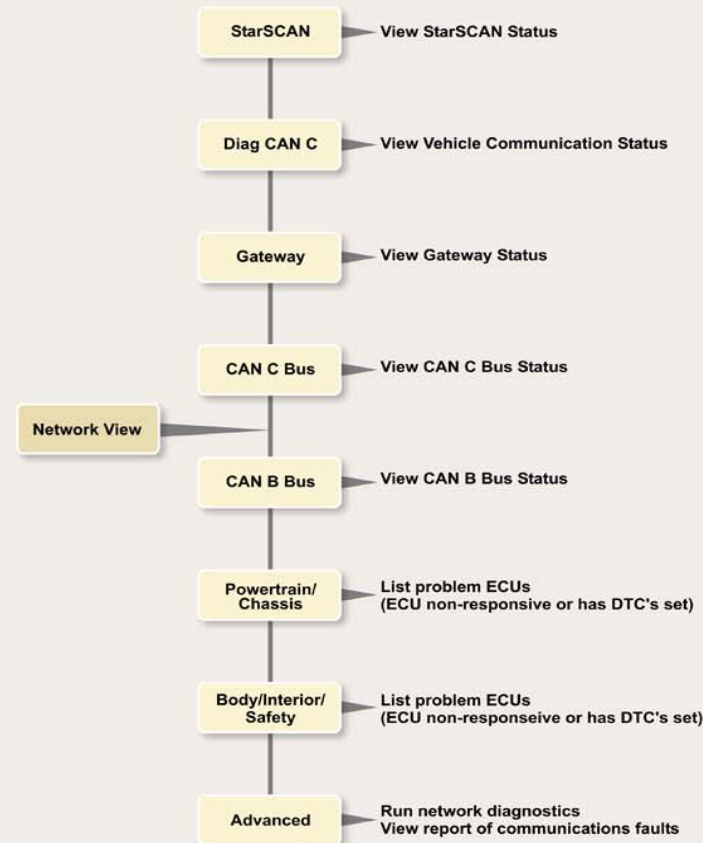 StarSCAN
View StarSCAN Status
Diag CAN C
View Vehicle Communication Status
Gateway
View Gateway Status
CAN C Bus
View CAN C Bus Status
Network View
CAN B Bus
View CAN B Bus Status
Powertrain/
Chassis
List problem ECUs
(ECU non-responsive or has DTC's set)
Body/Interior/
Safety
List problem ECUs
(ECU non-responseive or has DTC's set)
Advanced
Run network diagnostics
View report of communications faults